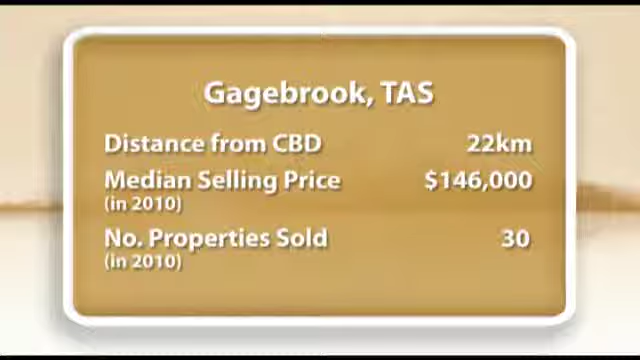 Gagebrook, TAS
Distance from CBD 22km
Median Selling Price $146,000
(in 2010)
No. Properties Sold 30
(in 2010)